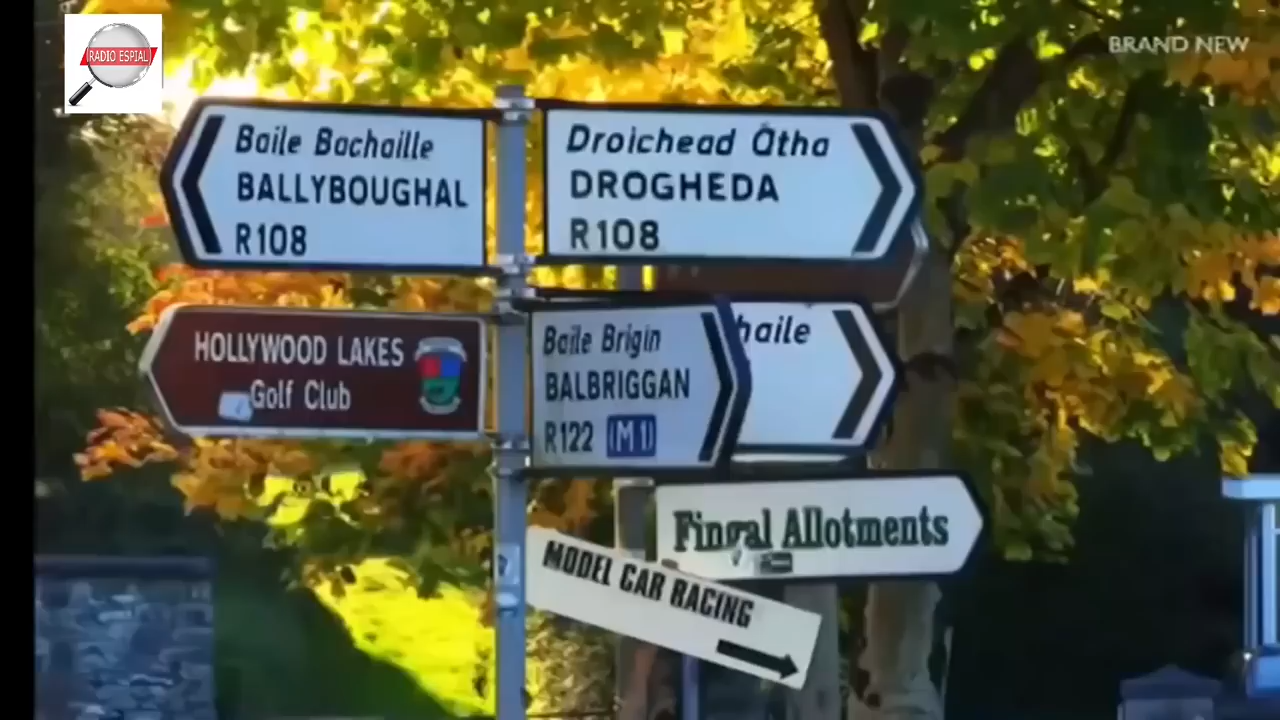 RADIO ESPIAL
BRAND NEW
Baile Bachaille
BALLYBOUGHAL
R108
Droichead Átha
DROGHEDA
R108
HOLLYWOOD LAKES
Golf Club
Baile Brigín
BALBRIGGAN
R122 M1
haile
Fingal Allotments
MODEL CAR RACING